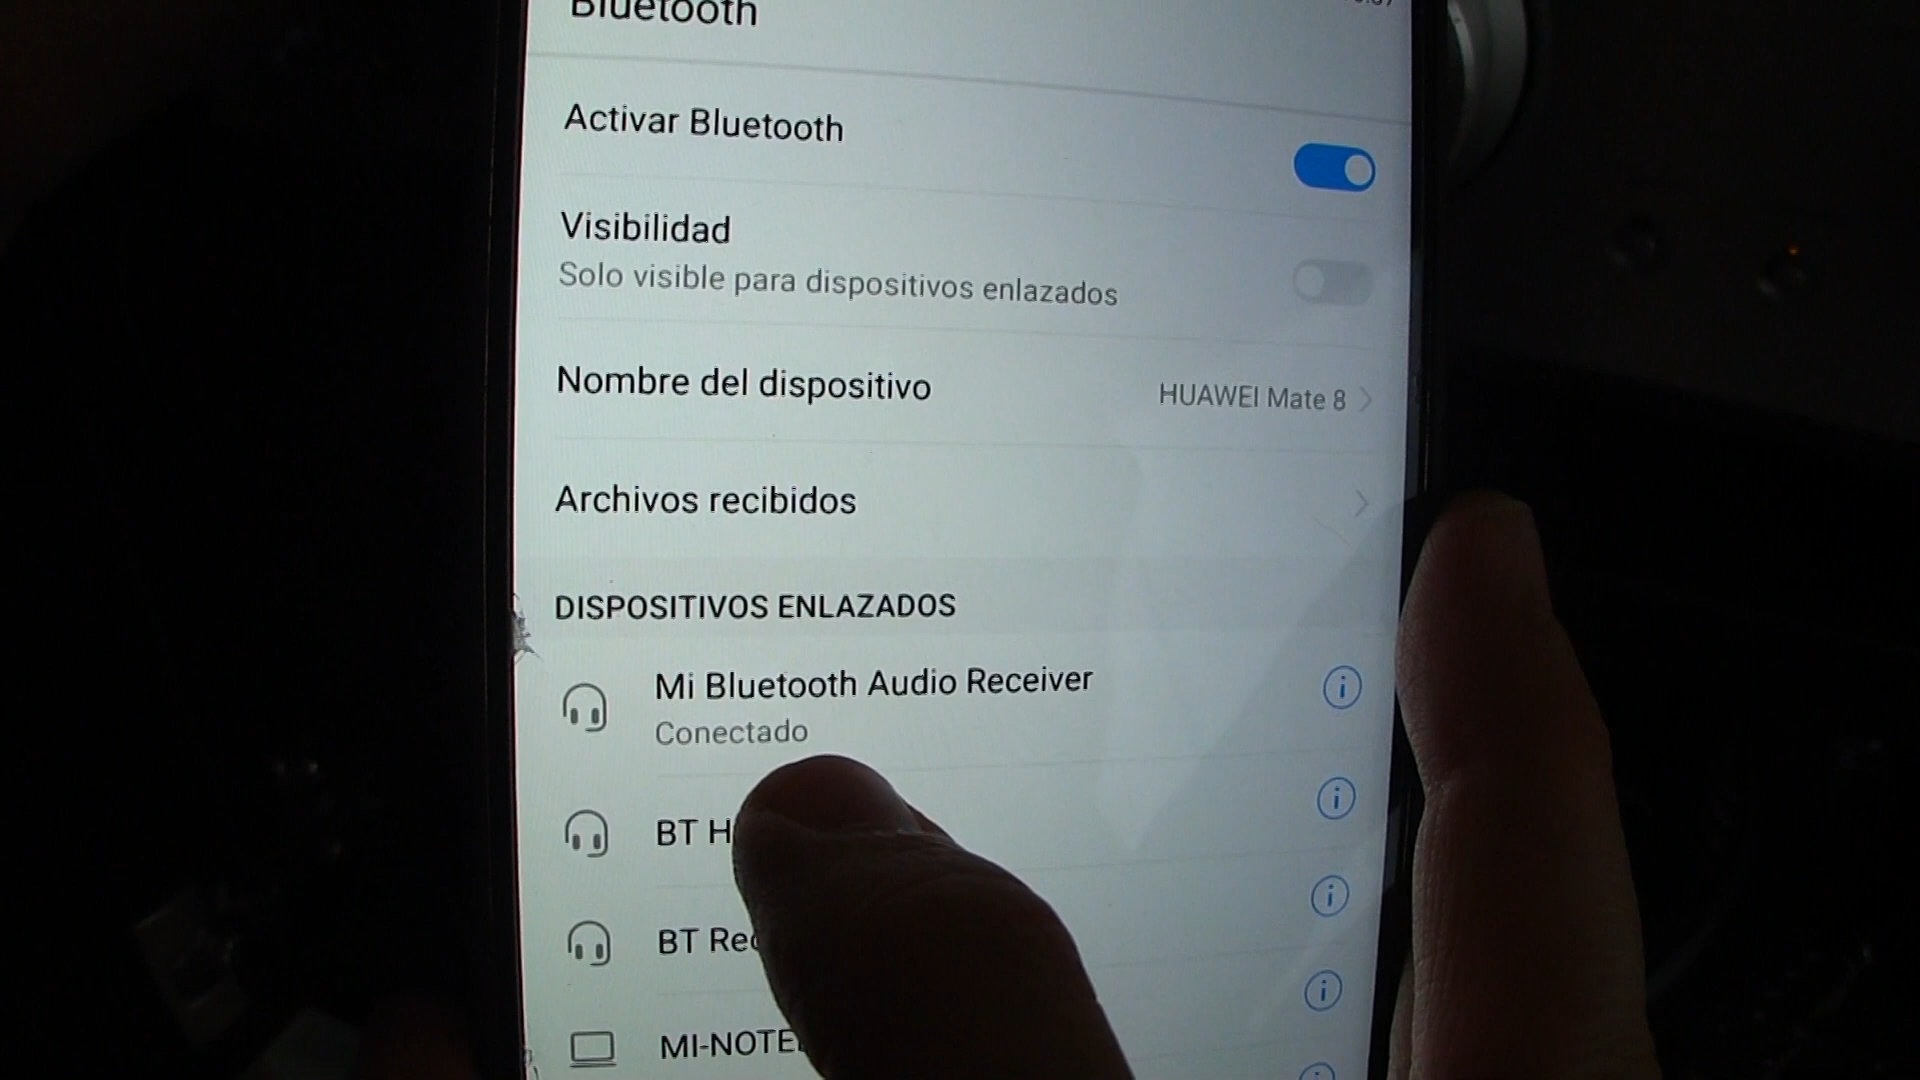 Bluetooth
Activar Bluetooth
Visibilidad
Solo visible para dispositivos enlazados
Nombre del dispositivo
HUAWEI Mate 8
Archivos recibidos
DISPOSITIVOS ENLAZADOS
Mi Bluetooth Audio Receiver
Conectado
BT
BT